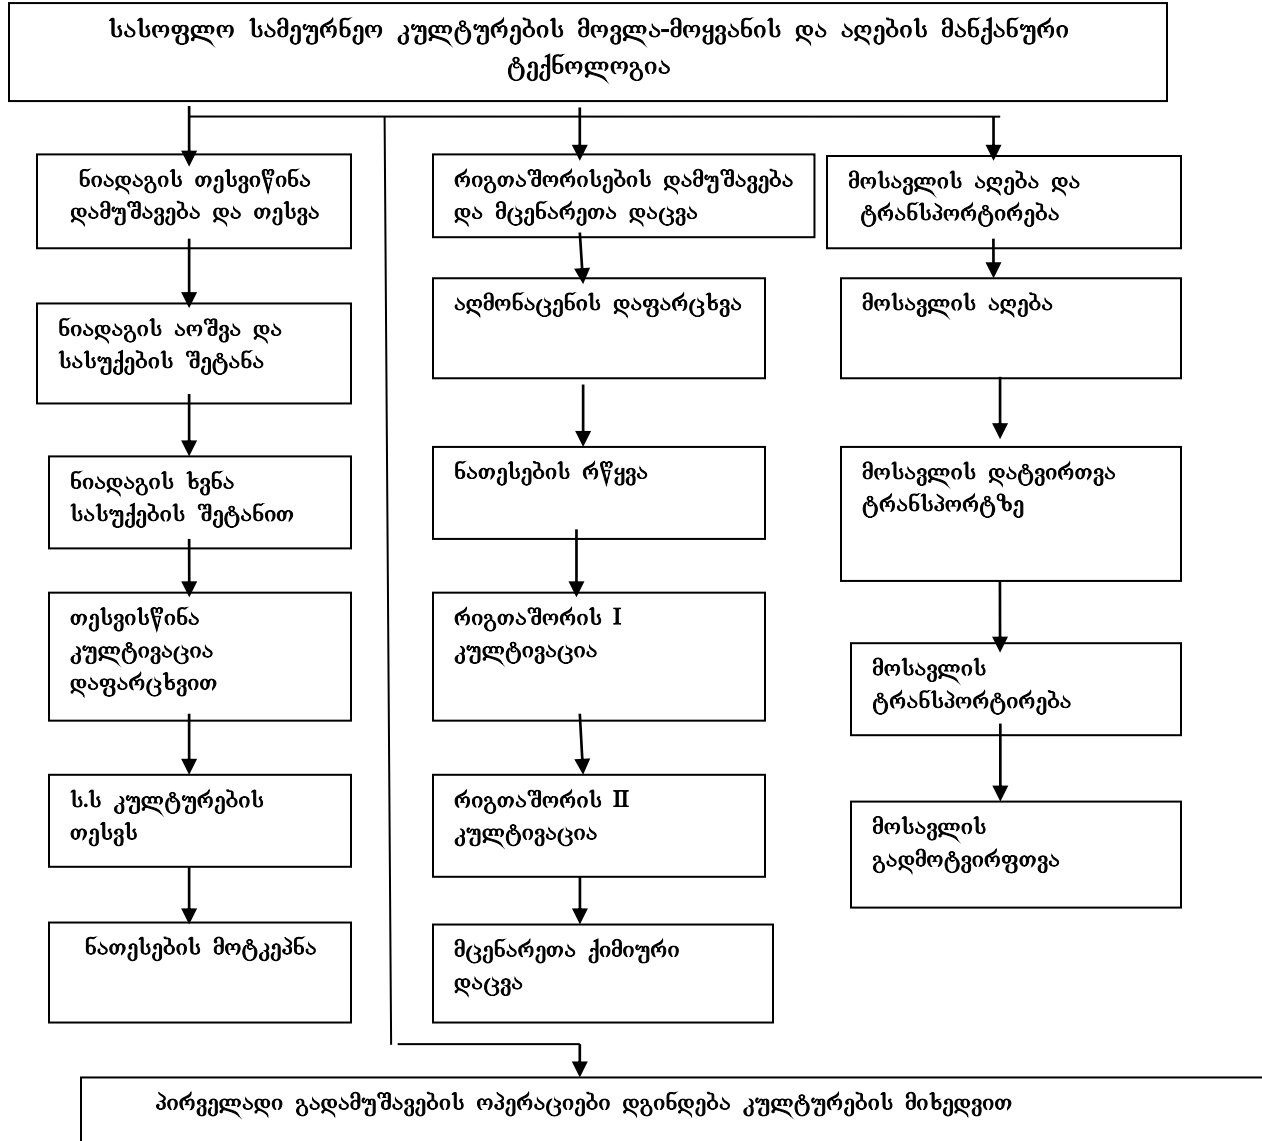 სასოფლო სამეურნეო კულტურების მოვლა-მოყვანის და აღების მანქანური
ტექნოლოგია
ნიადაგის თესვიწინა
დამუშავება და თესვა
ნიადაგის აოშვა და
სასუქების შეტანა
ნიადაგის ხვნა
სასუქების შეტანით
თესვისწინა
კულტივაცია
დაფარცხვით
ს.ს კულტურების
თესვს
ნათესების მოტკეპნა
რიგთაშორისების დამუშავება
და მცენარეთა დაცვა
აღმონაცენის დაფარცხვა
ნათესების რწყვა
რიგთაშორის I
კულტივაცია
რიგთაშორის II
კულტივაცია
მცენარეთა ქიმიური
დაცვა
მოსავლის აღება და
ტრანსპორტირება
მოსავლის აღება
მოსავლის დატვირთვა
ტრანსპორტზე
მოსავლის
ტრანსპორტირება
მოსავლის
გადმოტვირფთვა
პირველადი გადამუშავების ოპერაციები დგინდება კულტურების მიხედვით